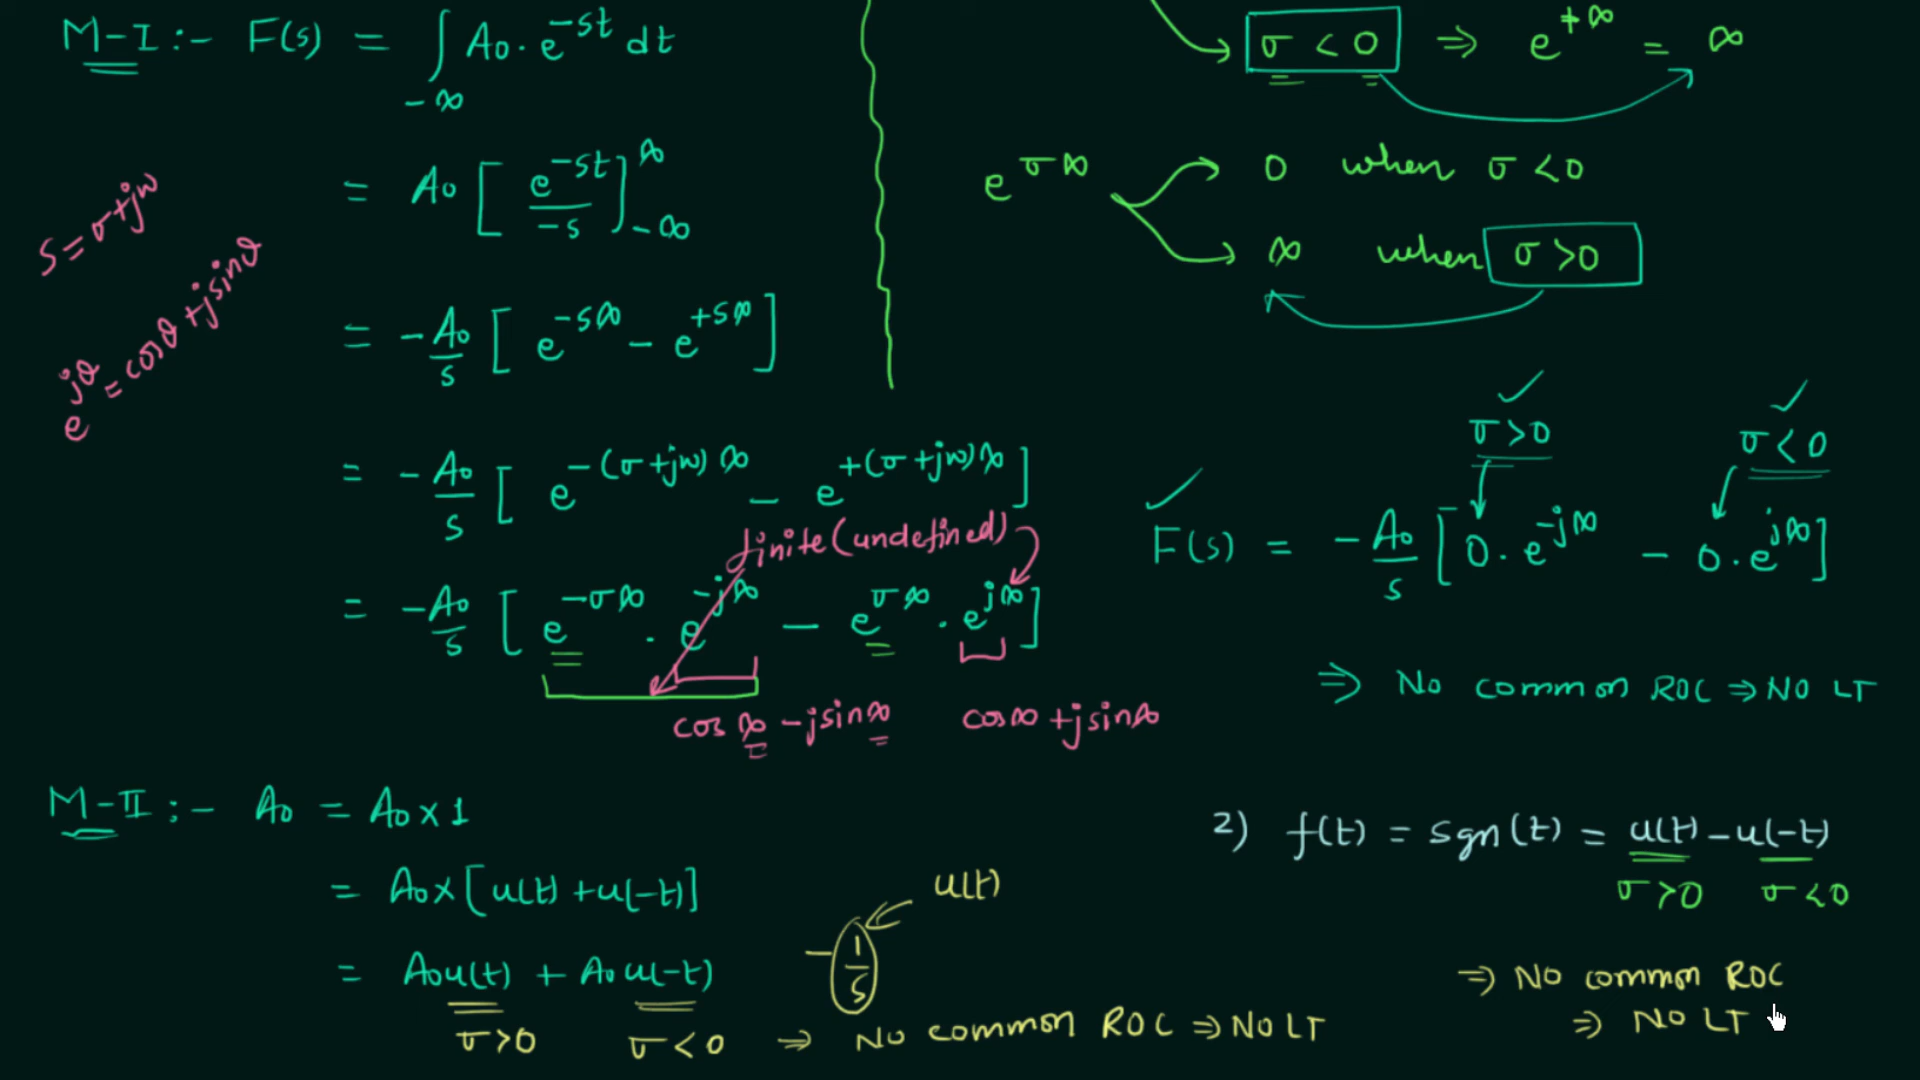 M-I :- F(s) = ∫ A₀ · e^{-st} dt
-∞
= A₀ [ e^{-st} / -s ]_{-∞}^{∞}
= -A₀/s [ e^{-s∞} - e^{+s∞} ]
= -A₀/s [ e^{-(σ+jω)∞} - e^{+(σ+jω)∞} ]
finite (undefined)
= -A₀/s [ e^{-σ∞} · e^{-j∞} - e^{σ∞} · e^{j∞} ]
cos∞ - jsin∞ cos∞ + jsin∞
s = σ+jω
e^{jθ} = cosθ + jsinθ
σ < 0 ⇒ e^{+∞} = ∞
e^{σ∞} → 0 when σ < 0
→ ∞ when σ > 0
✓ σ > 0 ✓ σ < 0
✓ F(s) = -A₀/s [ 0 · e^{-j∞} - 0 · e^{j∞} ]
⇒ No common ROC ⇒ NO LT
M-II :- A₀ = A₀ × 1
= A₀ × [u(t) + u(-t)]
= A₀u(t) + A₀u(-t)
σ > 0 σ < 0 ⇒ No common ROC ⇒ NO LT
- 1/s ← u(t)
2) f(t) = sgn(t) = u(t) - u(-t)
σ > 0 σ < 0
⇒ No common ROC
⇒ NO LT